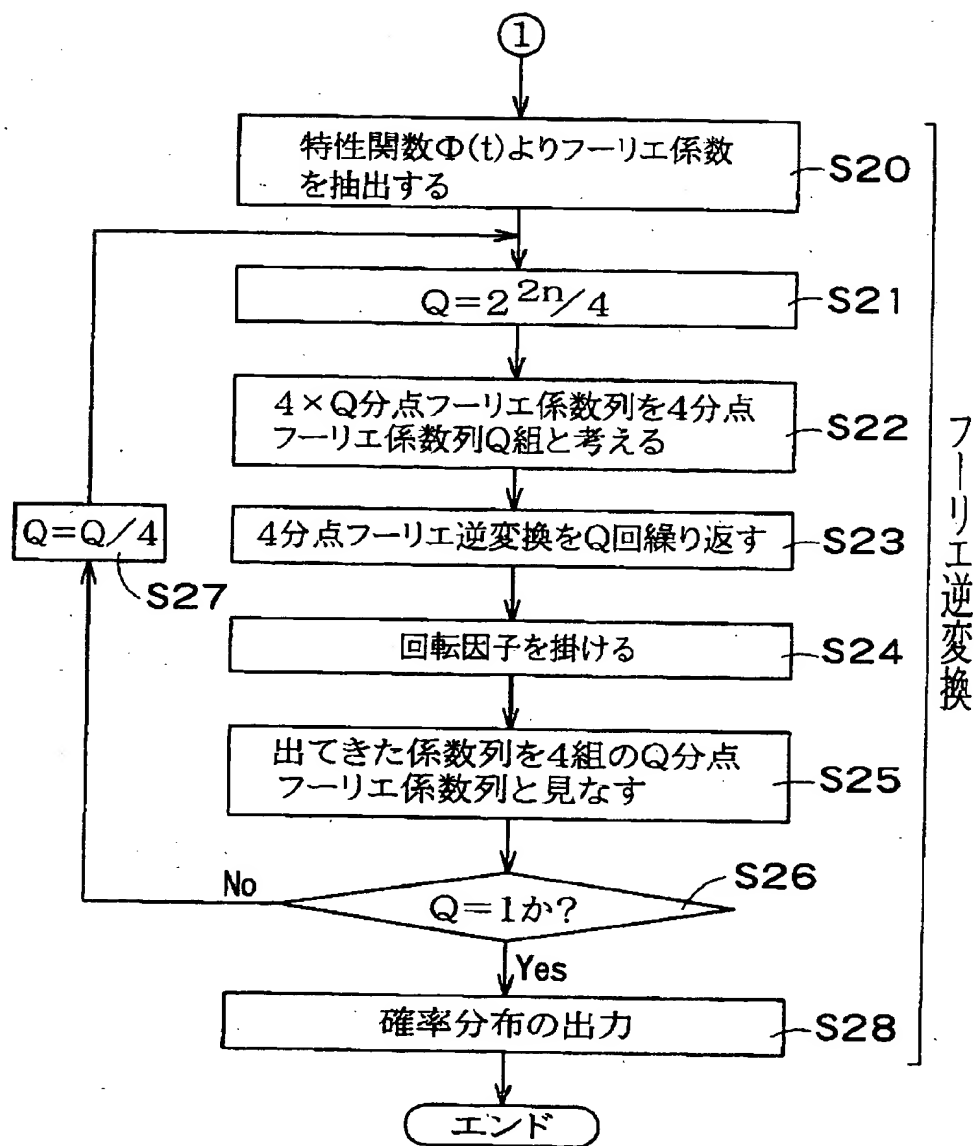 ①
特性関数Φ(t)よりフーリエ係数
を抽出する
S20
Q=2^2n/4
S21
4×Q分点フーリエ係数列を4分点
フーリエ係数列Q組と考える
S22
4分点フーリエ逆変換をQ回繰り返す
S23
Q=Q/4
S27
回転因子を掛ける
S24
出てきた係数列を4組のQ分点
フーリエ係数列と見なす
S25
No
Q=1か?
S26
Yes
確率分布の出力
S28
エンド
フーリエ逆変換